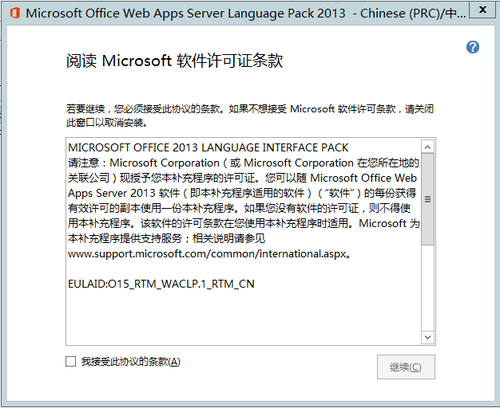 Microsoft Office Web Apps Server Language Pack 2013 - Chinese (PRC)/中...
阅读 Microsoft 软件许可证条款
若要继续，您必须接受此协议的条款。如果不想接受 Microsoft 软件许可条款，请关闭
此窗口以取消安装。
MICROSOFT OFFICE 2013 LANGUAGE INTERFACE PACK
请注意：Microsoft Corporation（或 Microsoft Corporation 在您所在地的
关联公司）现授予您本补充程序的许可证。您可以随 Microsoft Office Web
Apps Server 2013 软件（即本补充程序适用的软件）（“软件”）的每份获得
有效许可的副本使用一份本补充程序。如果您没有软件的许可证，则不得使
用本补充程序。该软件的许可条款在您使用本补充程序时适用。Microsoft 为
本补充程序提供支持服务；相关说明请参见
www.support.microsoft.com/common/international.aspx。
EULAID:O15_RTM_WACLP.1_RTM_CN
我接受此协议的条款(A)
继续(C)